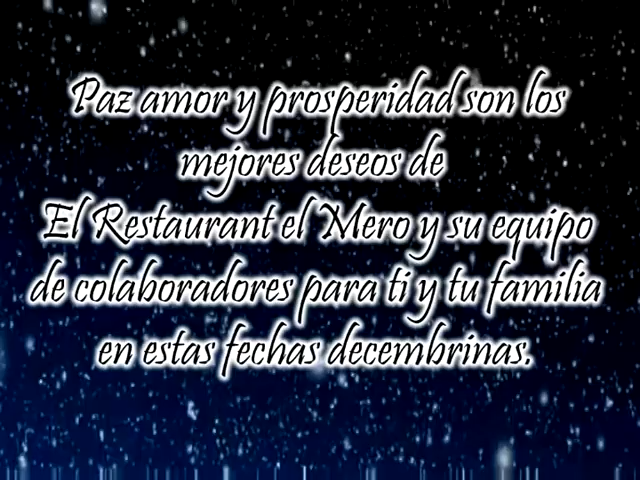 Paz amor y prosperidad son los
mejores deseos de
El Restaurant el Mero y su equipo
de colaboradores para ti y tu familia
en estas fechas decembrinas.